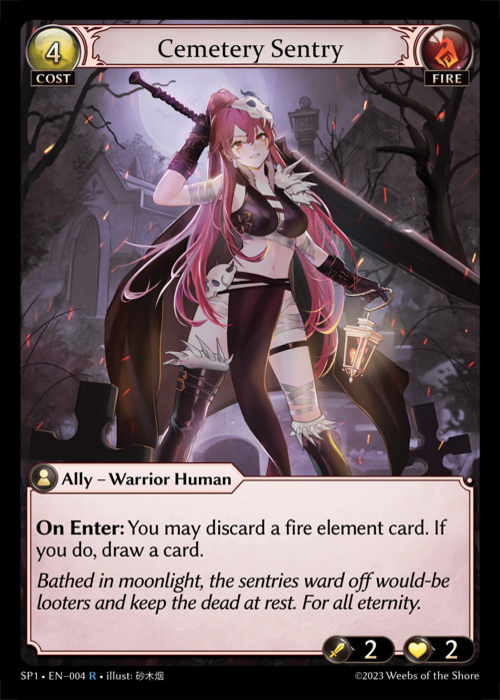 4
Cemetery Sentry
COST
FIRE
Ally – Warrior Human
On Enter: You may discard a fire element card. If
you do, draw a card.
Bathed in moonlight, the sentries ward off would-be
looters and keep the dead at rest. For all eternity.
2
2
SP1 • EN–004 R • illust: 砂木烟
©2023 Weebs of the Shore